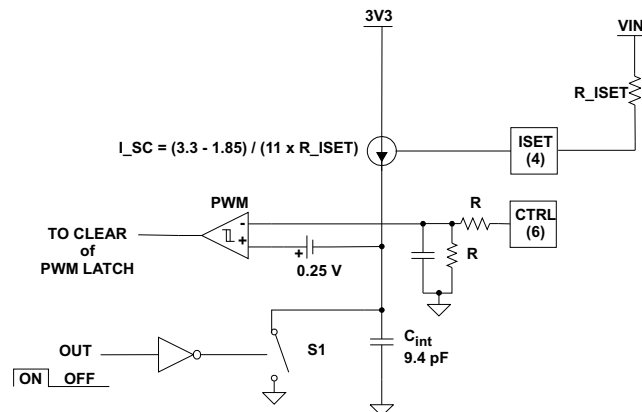 3V3
VIN
R_ISET
I_SC = (3.3 - 1.85) / (11 x R_ISET)
ISET
(4)
PWM
R
CTRL
(6)
-
+
TO CLEAR
of
PWM LATCH
+
0.25 V
R
OUT
S1
Cint
9.4 pF
ON OFF